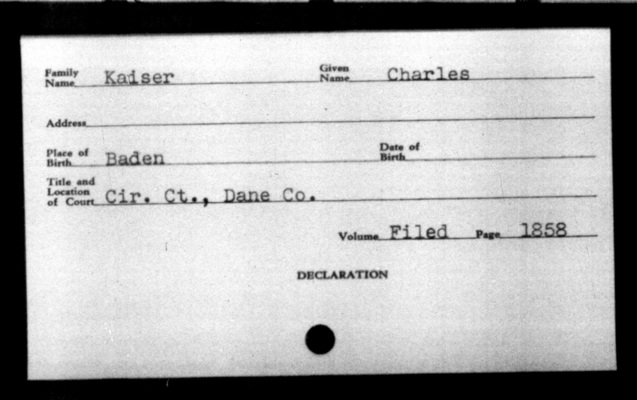 Family Name Kaiser Given Name Charles
Address
Place of Birth Baden Date of Birth
Title and Location of Court Cir. Ct., Dane Co.
Volume Filed Page 1858
DECLARATION